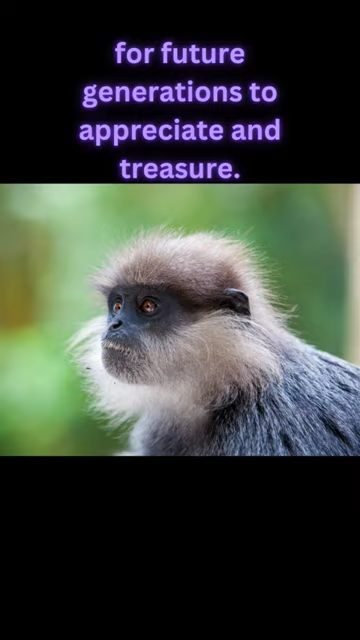 for future
generations to
appreciate and
treasure.